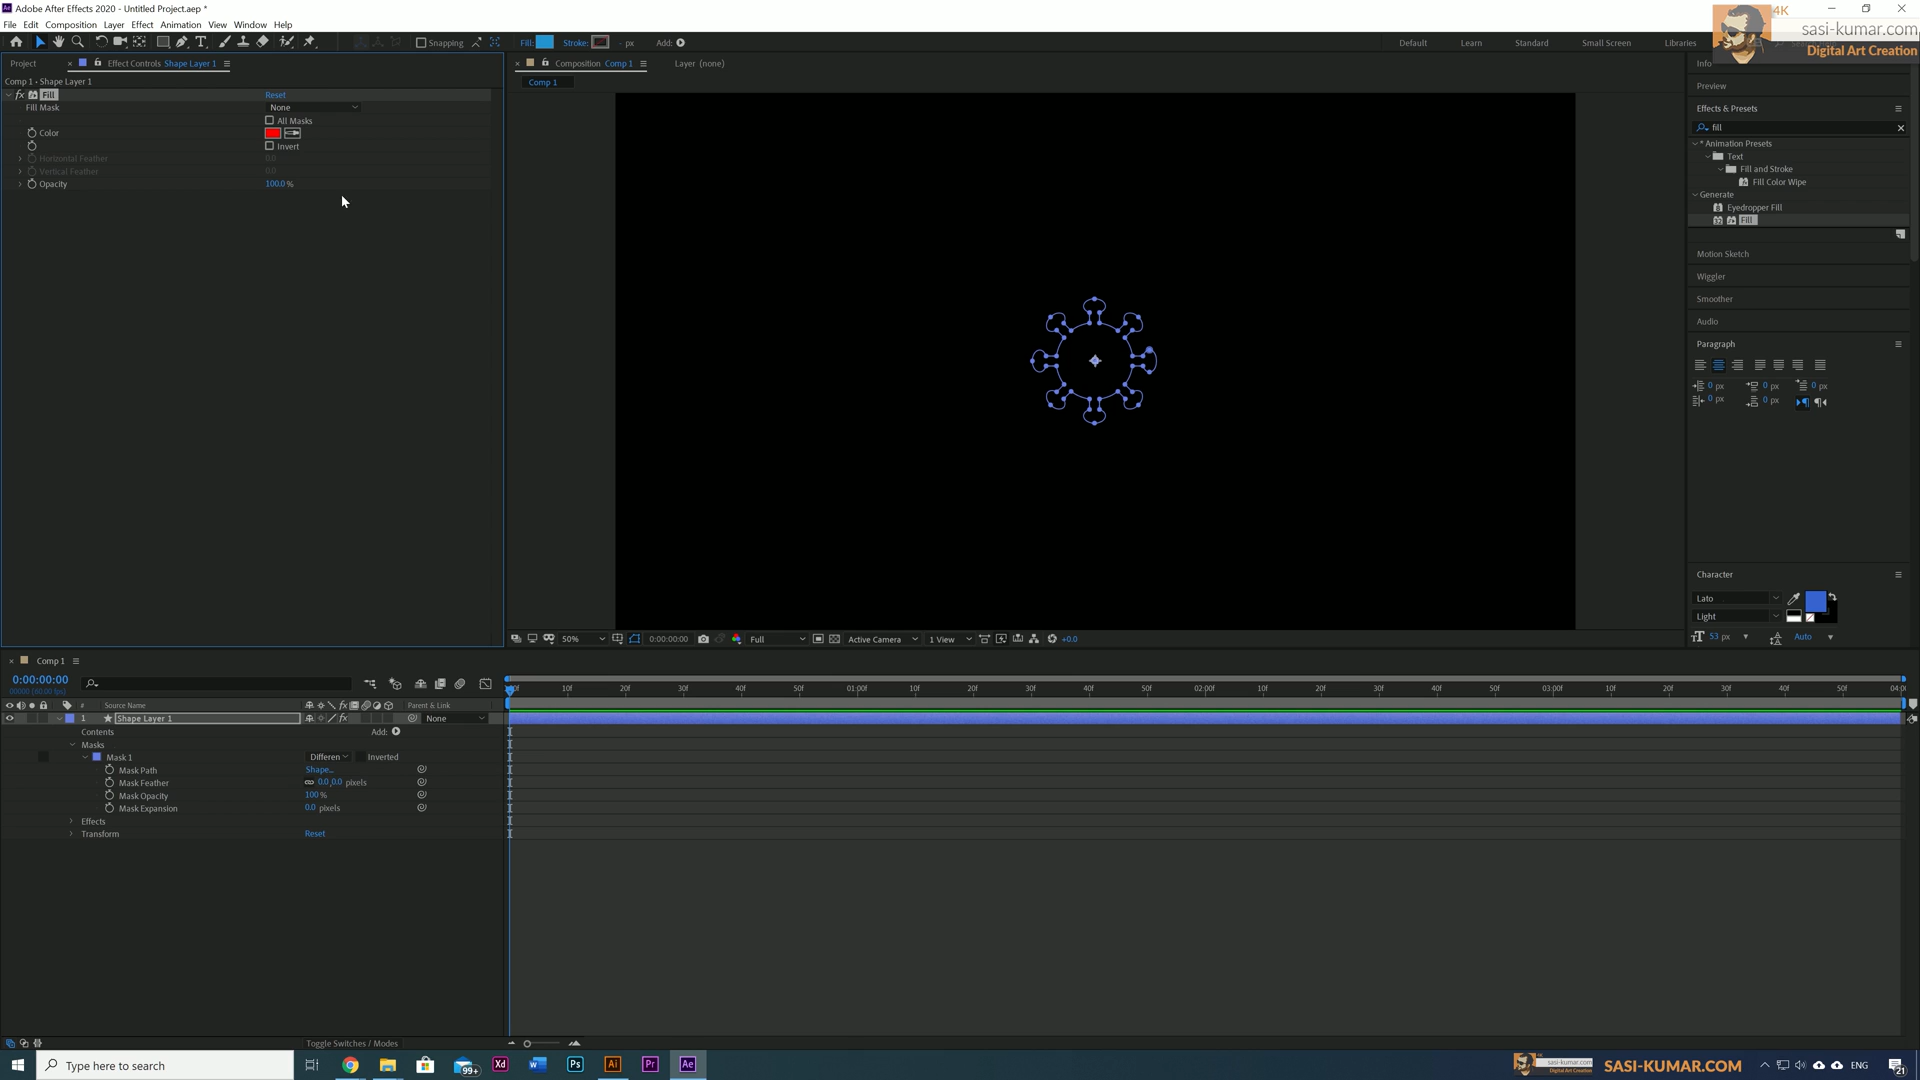 Adobe After Effects 2020 - Untitled Project.aep *
4K
sasi-kumar.com
Digital Art Creation
File Edit Composition Layer Effect Animation View Window Help
Snapping
Fill: Stroke: - px Add:
Default Learn Standard Small Screen Libraries
Project Effect Controls Shape Layer 1
Composition Comp 1 Layer (none)
Info
Comp 1 • Shape Layer 1
Comp 1
Preview
fx Fill Reset
Fill Mask None
All Masks
Color
Invert
Horizontal Feather 0.0
Vertical Feather 0.0
Opacity 100.0 %
Effects & Presets
fill
* Animation Presets
Text
Fill and Stroke
Fill Color Wipe
Generate
Eyedropper Fill
Fill
Motion Sketch
Wiggler
Smoother
Audio
Paragraph
0 px 0 px 0 px
0 px 0 px
Character
Lato
Light
53 px Auto
50% 0:00:00:00 Full Active Camera 1 View +0.0
Comp 1
0:00:00:00
00000 (60.00 fps)
# Source Name Parent & Link
10f 20f 30f 40f 50f 01:00f 10f 20f 30f 40f 50f 02:00f 10f 20f 30f 40f 50f 03:00f 10f 20f 30f 40f 50f 04:0
1 Shape Layer 1 None
Contents Add:
Masks
Mask 1 Differen Inverted
Mask Path Shape...
Mask Feather 0.0,0.0 pixels
Mask Opacity 100 %
Mask Expansion 0.0 pixels
Effects
Transform Reset
Toggle Switches / Modes
Type here to search
99+
Xd
Ps
Ai
Pr
Ae
sasi-kumar.com
Digital Art Creation
SASI-KUMAR.COM
ENG
21